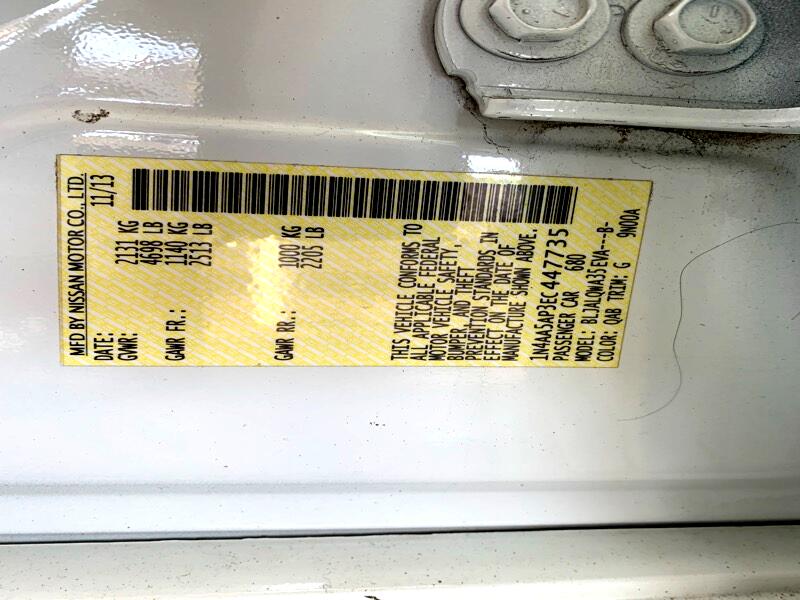 MFD BY NISSAN MOTOR CO., LTD.
DATE: 11/13
GVWR: 2131 KG
4698 LB
GAWR FR.: 1140 KG
2513 LB
GAWR RR.: 1000 KG
2205 LB
THIS VEHICLE CONFORMS TO
ALL APPLICABLE FEDERAL
MOTOR VEHICLE SAFETY,
BUMPER, AND THEFT
PREVENTION STANDARDS IN
EFFECT ON THE DATE OF
MANUFACTURE SHOWN ABOVE.
1N4AA5AP5EC447735
PASSENGER CAR 680
MODEL: BLJALOWA35EVA---B-
COLOR: QAB TRIM: G 9N00A